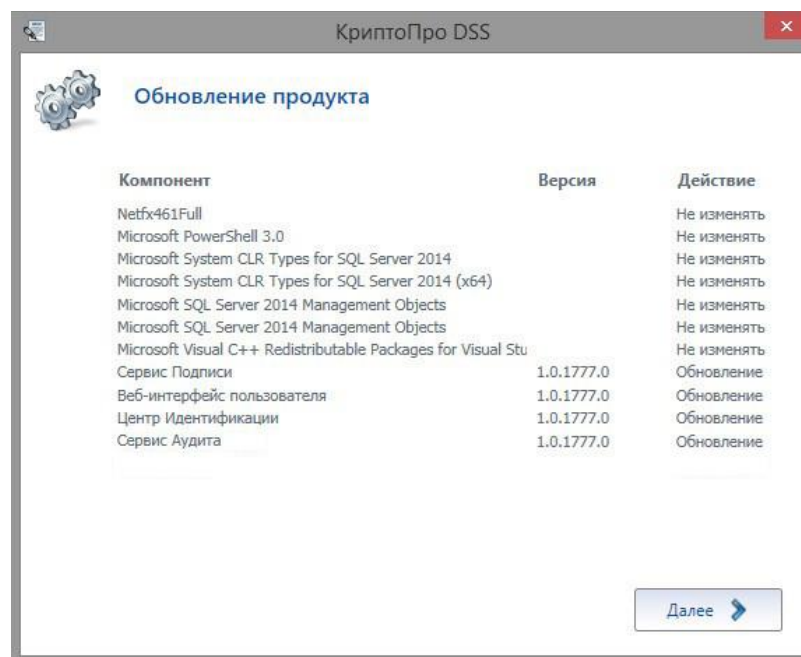 КриптоПро DSS
Обновление продукта
Компонент Версия Действие
Netfx461Full Не изменять
Microsoft PowerShell 3.0 Не изменять
Microsoft System CLR Types for SQL Server 2014 Не изменять
Microsoft System CLR Types for SQL Server 2014 (x64) Не изменять
Microsoft SQL Server 2014 Management Objects Не изменять
Microsoft SQL Server 2014 Management Objects Не изменять
Microsoft Visual C++ Redistributable Packages for Visual Stu Не изменять
Сервис Подписи 1.0.1777.0 Обновление
Веб-интерфейс пользователя 1.0.1777.0 Обновление
Центр Идентификации 1.0.1777.0 Обновление
Сервис Аудита 1.0.1777.0 Обновление
Далее